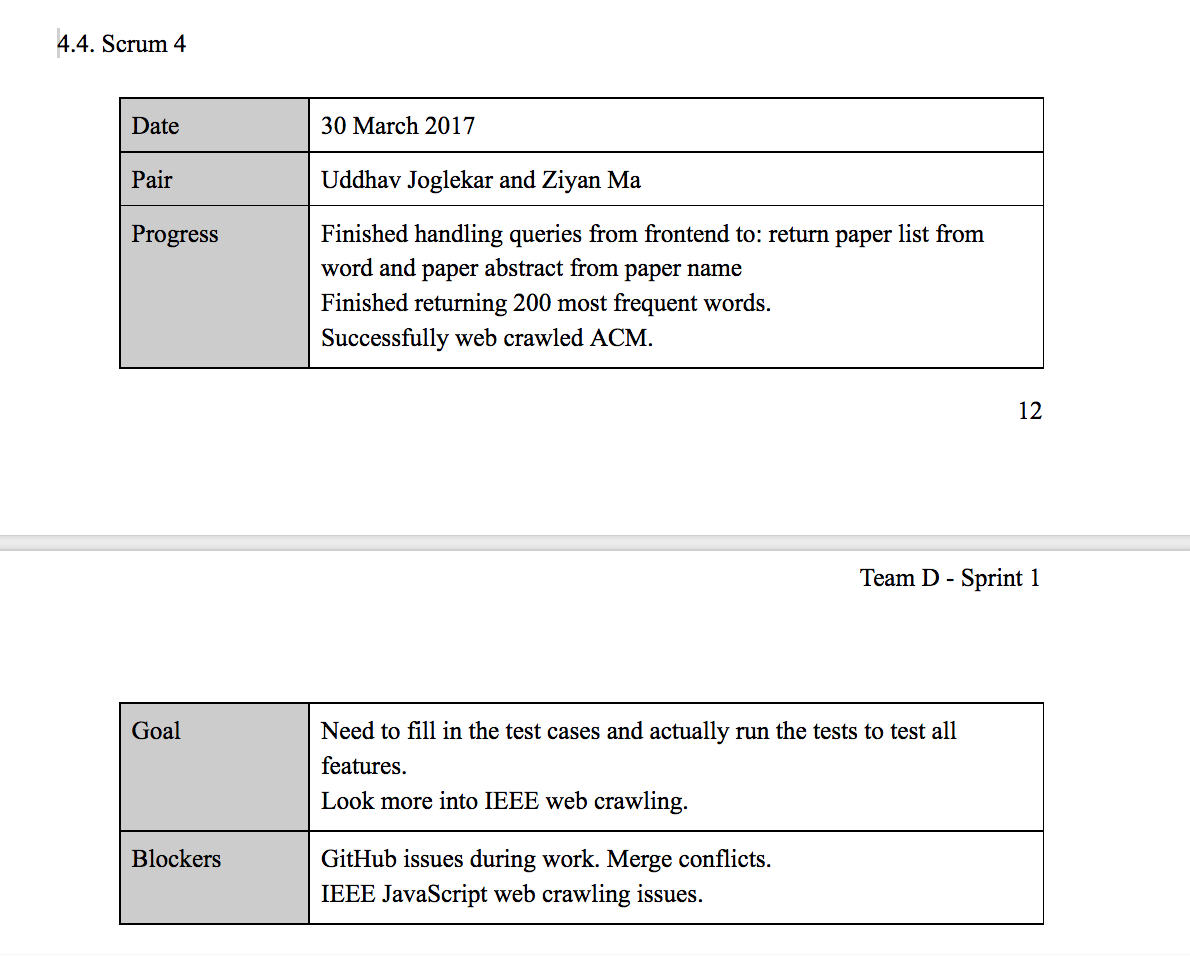 4.4. Scrum 4
Date
30 March 2017
Pair
Uddhav Joglekar and Ziyan Ma
Progress
Finished handling queries from frontend to: return paper list from
word and paper abstract from paper name
Finished returning 200 most frequent words.
Successfully web crawled ACM.
12
Team D - Sprint 1
Goal
Need to fill in the test cases and actually run the tests to test all
features.
Look more into IEEE web crawling.
Blockers
GitHub issues during work. Merge conflicts.
IEEE JavaScript web crawling issues.